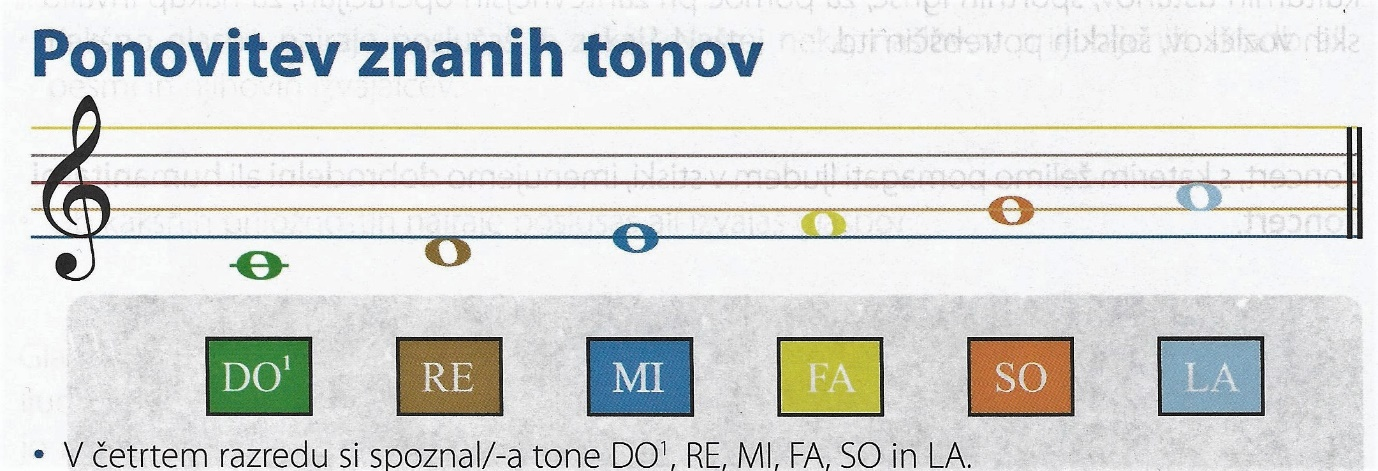 Ponovitev znanih tonov
DO¹ RE MI FA SO LA
• V četrtem razredu si spoznal/-a tone DO¹, RE, MI, FA, SO in LA.